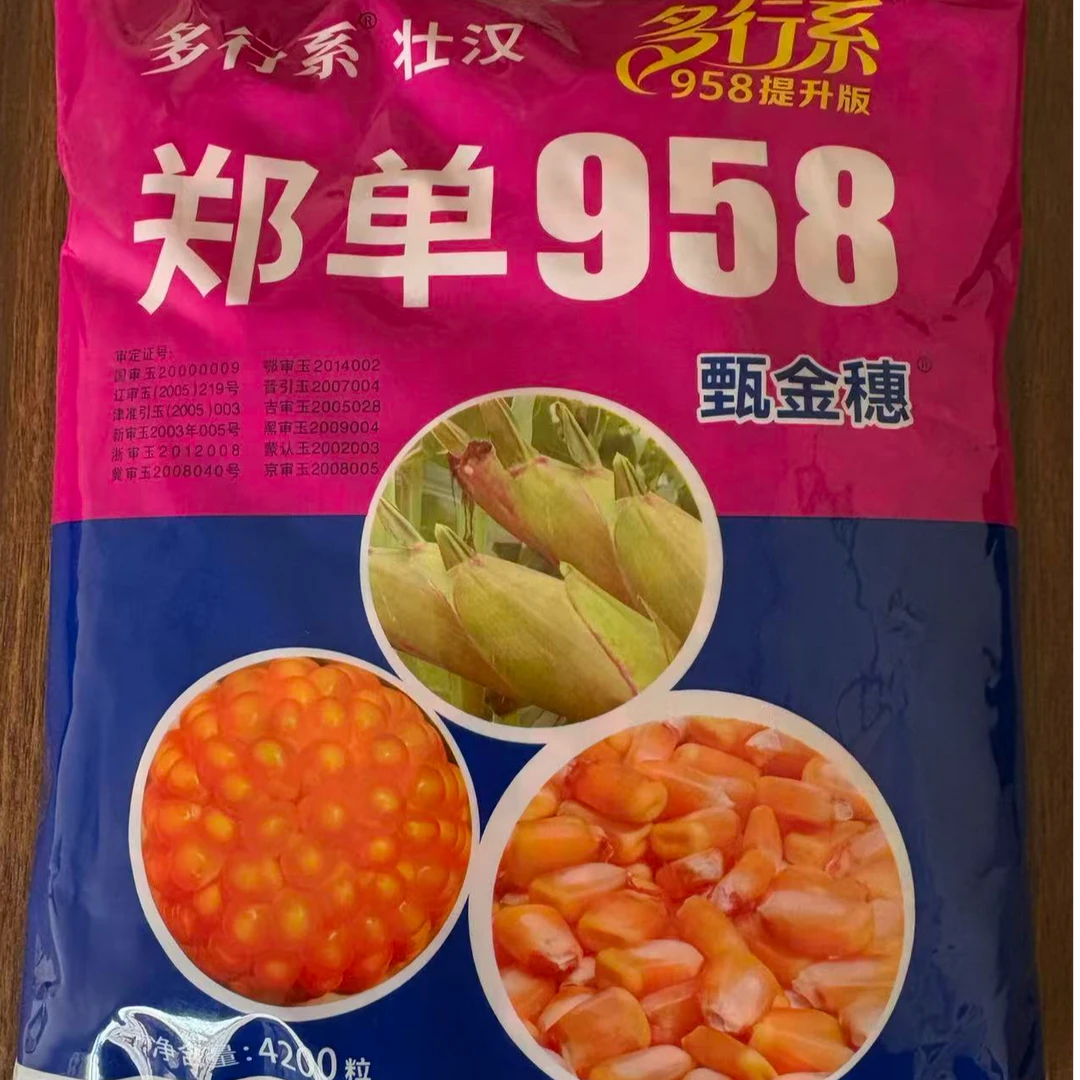 多行系® 壮汉
多行系
958提升版
郑单958
甄金穗®
审定证号:
国审玉20000009
辽审玉(2005)219号
津准引玉(2005)003
新审玉2003年005号
浙审玉2012008
冀审玉2008040号
鄂审玉2014002
晋引玉2007004
吉审玉2005028
黑审玉2009004
蒙认玉2002003
京审玉2008005
净含量:4200粒